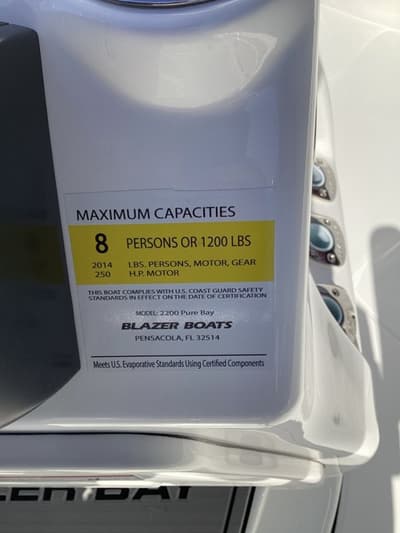 MAXIMUM CAPACITIES
8 PERSONS OR 1200 LBS
2014 LBS. PERSONS, MOTOR, GEAR
250 H.P. MOTOR
THIS BOAT COMPLIES WITH U.S. COAST GUARD SAFETY
STANDARDS IN EFFECT ON THE DATE OF CERTIFICATION
MODEL: 2200 Pure Bay
BLAZER BOATS
PENSACOLA, FL 32514
Meets U.S. Evaporative Standards Using Certified Components
BAY